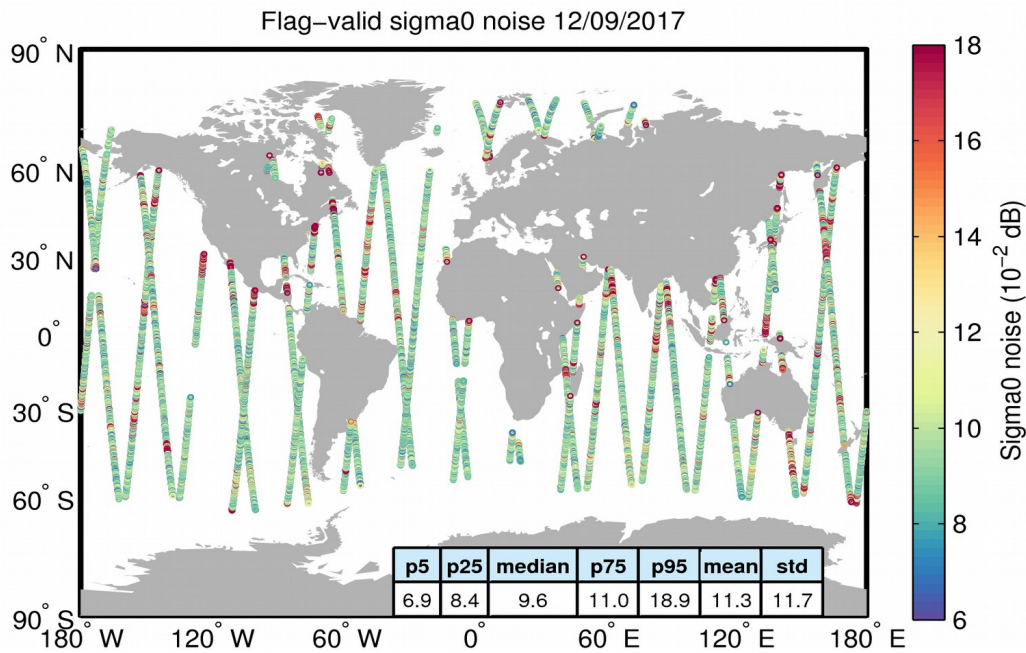 Flag−valid sigma0 noise 12/09/2017
90° N
60° N
30° N
0°
30° S
60° S
90° S
180° W
120° W
60° W
0°
60° E
120° E
180° E
p5 p25 median p75 p95 mean std
6.9 8.4 9.6 11.0 18.9 11.3 11.7
18
16
14
12
10
8
6
Sigma0 noise (10⁻² dB)